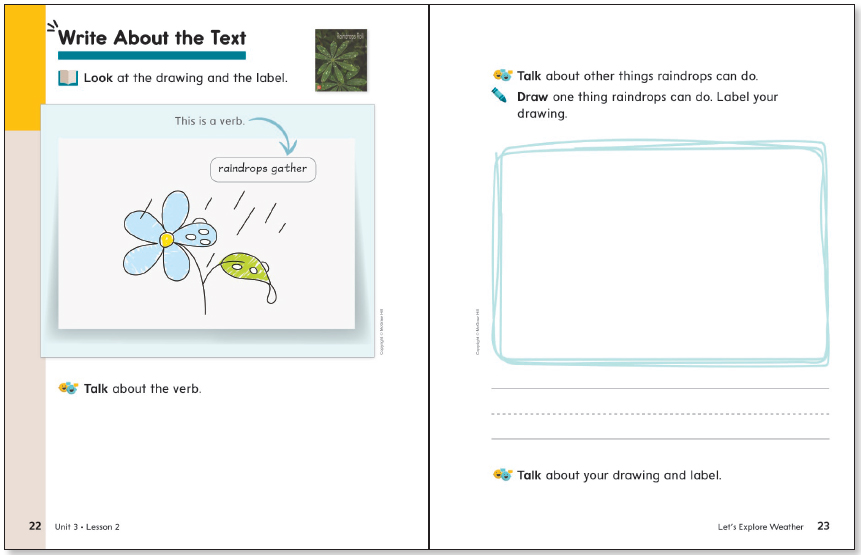 Write About the Text
Raindrops Roll
Look at the drawing and the label.
This is a verb.
raindrops gather
Copyright © McGraw Hill
Talk about the verb.
22 Unit 3 • Lesson 2
Talk about other things raindrops can do.
Draw one thing raindrops can do. Label your
drawing.
Copyright © McGraw Hill
Talk about your drawing and label.
Let's Explore Weather 23